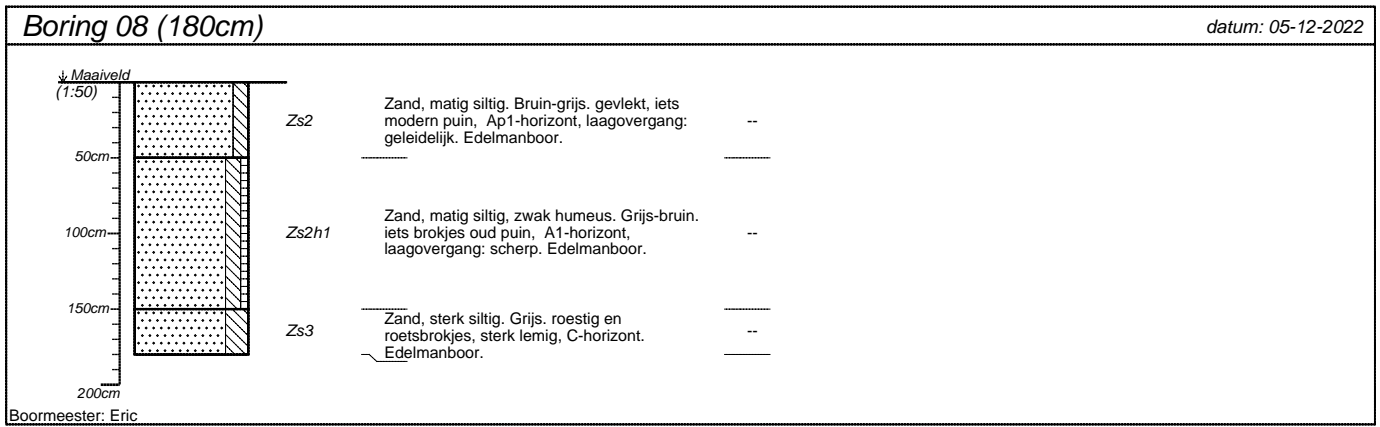 Boring 08 (180cm)
datum: 05-12-2022
Maaiveld
(1:50)
Zs2
Zand, matig siltig. Bruin-grijs. gevlekt, iets
modern puin, Ap1-horizont, laagovergang:
geleidelijk. Edelmanboor.
--
50cm
Zs2h1
Zand, matig siltig, zwak humeus. Grijs-bruin.
iets brokjes oud puin, A1-horizont,
laagovergang: scherp. Edelmanboor.
--
100cm
150cm
Zs3
Zand, sterk siltig. Grijs. roestig en
roetsbrokjes, sterk lemig, C-horizont.
Edelmanboor.
--
200cm
Boormeester: Eric